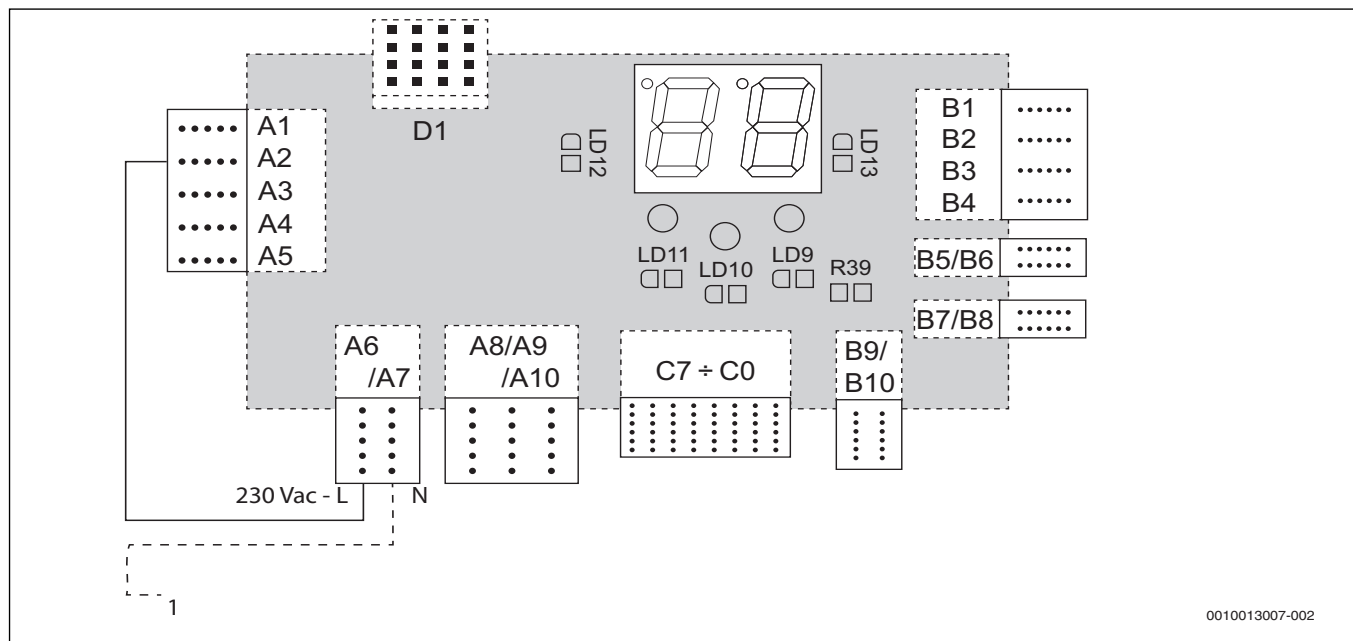 D1
A1
A2
A3
A4
A5
LD12
LD13
B1
B2
B3
B4
LD11
LD10
LD9
R39
B5/B6
B7/B8
A6
/A7
A8/A9
/A10
C7 ÷ C0
B9/
B10
230 Vac - L
N
1
0010013007-002